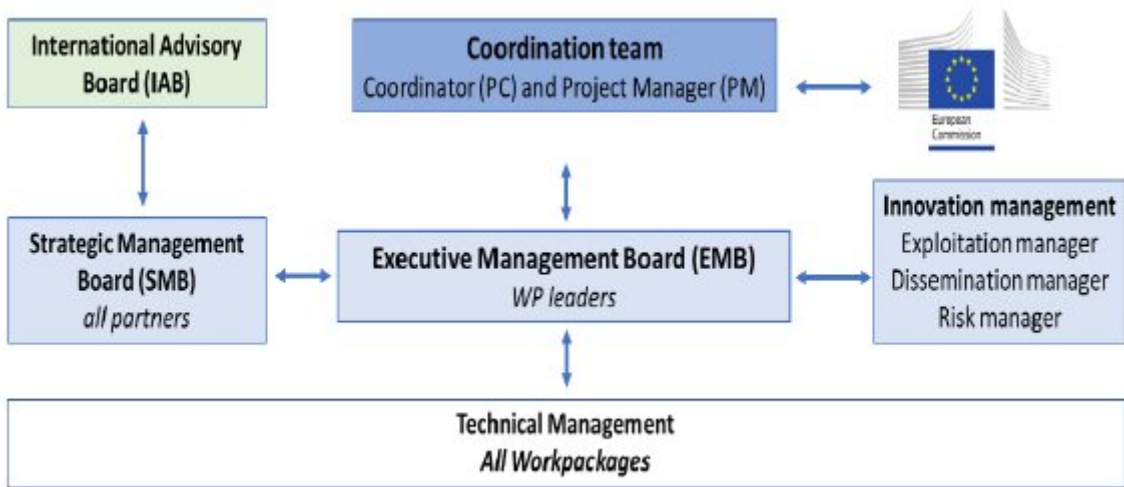 International Advisory
Board (IAB)
Coordination team
Coordinator (PC) and Project Manager (PM)
European
Commission
Strategic Management
Board (SMB)
all partners
Executive Management Board (EMB)
WP leaders
Innovation management
Exploitation manager
Dissemination manager
Risk manager
Technical Management
All Workpackages